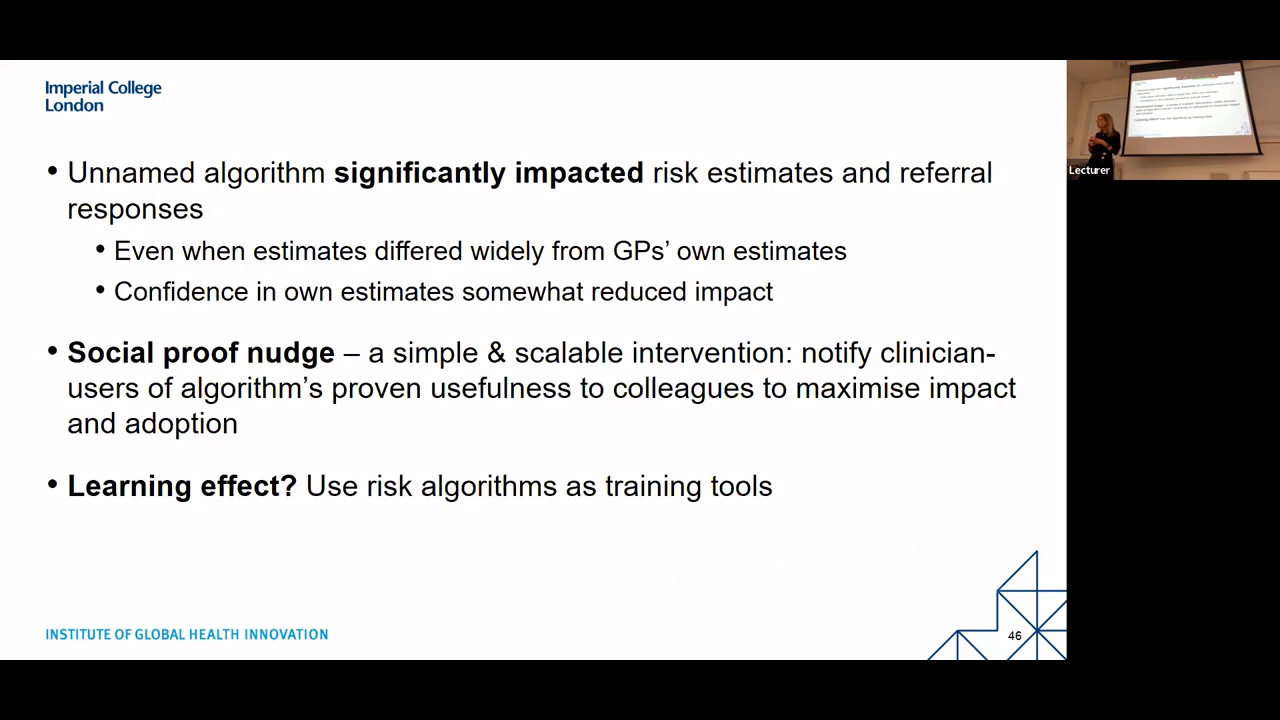 Imperial College
London
• Unnamed algorithm significantly impacted risk estimates and referral
responses
• Even when estimates differed widely from GPs’ own estimates
• Confidence in own estimates somewhat reduced impact
• Social proof nudge – a simple & scalable intervention: notify clinician-
users of algorithm’s proven usefulness to colleagues to maximise impact
and adoption
• Learning effect? Use risk algorithms as training tools
INSTITUTE OF GLOBAL HEALTH INNOVATION
46
Lecturer